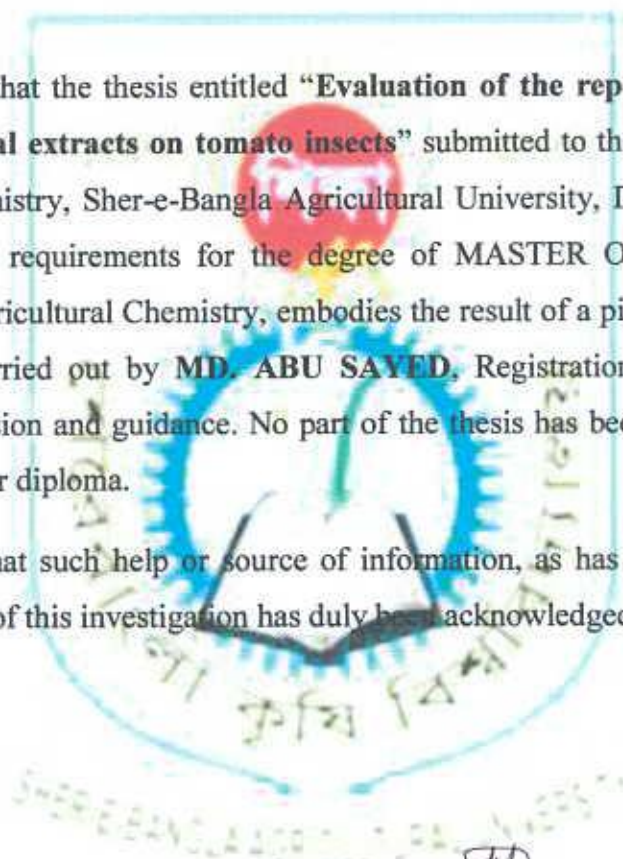 hat the thesis entitled “Evaluation of the rep
al extracts on tomato insects” submitted to th
nistry, Sher-e-Bangla Agricultural University, D
requirements for the degree of MASTER O
ricultural Chemistry, embodies the result of a pi
rried out by MD. ABU SAYED, Registration
sion and guidance. No part of the thesis has bee
r diploma.
hat such help or source of information, as has
of this investigation has duly been acknowledged
কৃষি